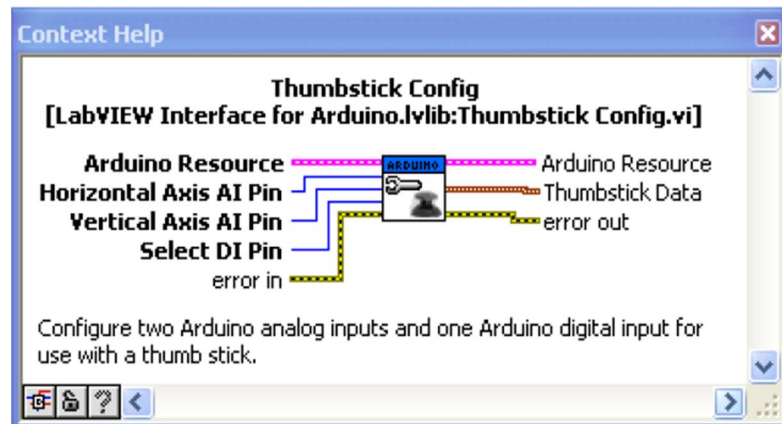 Context Help
Thumbstick Config
[LabVIEW Interface for Arduino.lvlib:Thumbstick Config.vi]
Arduino Resource
ARDUINO
Arduino Resource
Horizontal Axis AI Pin
Thumbstick Data
Vertical Axis AI Pin
error out
Select DI Pin
error in
Configure two Arduino analog inputs and one Arduino digital input for
use with a thumb stick.
?